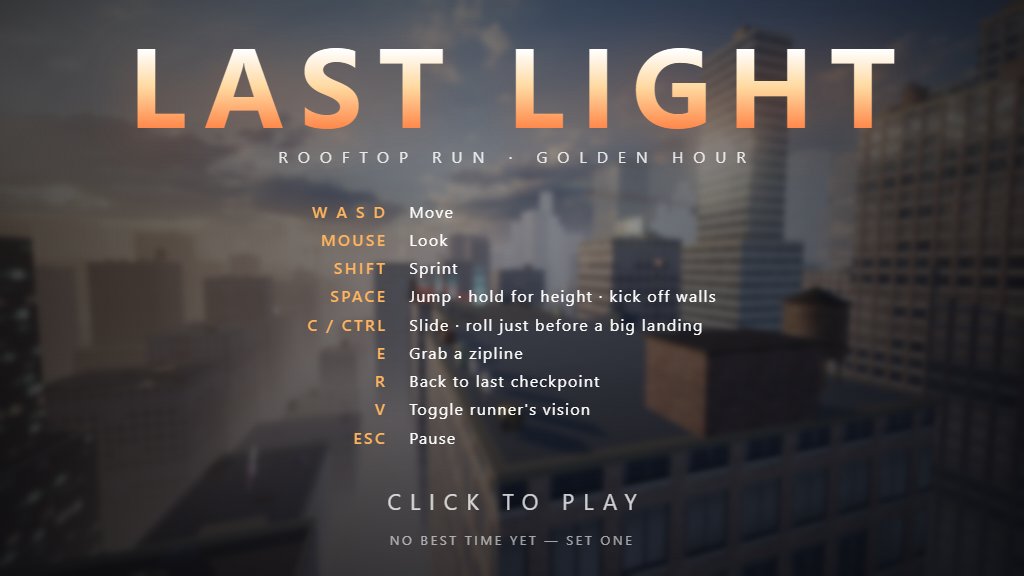 LAST LIGHT
ROOFTOP RUN · GOLDEN HOUR
W A S D Move
MOUSE Look
SHIFT Sprint
SPACE Jump · hold for height · kick off walls
C / CTRL Slide · roll just before a big landing
E Grab a zipline
R Back to last checkpoint
V Toggle runner's vision
ESC Pause
CLICK TO PLAY
NO BEST TIME YET — SET ONE